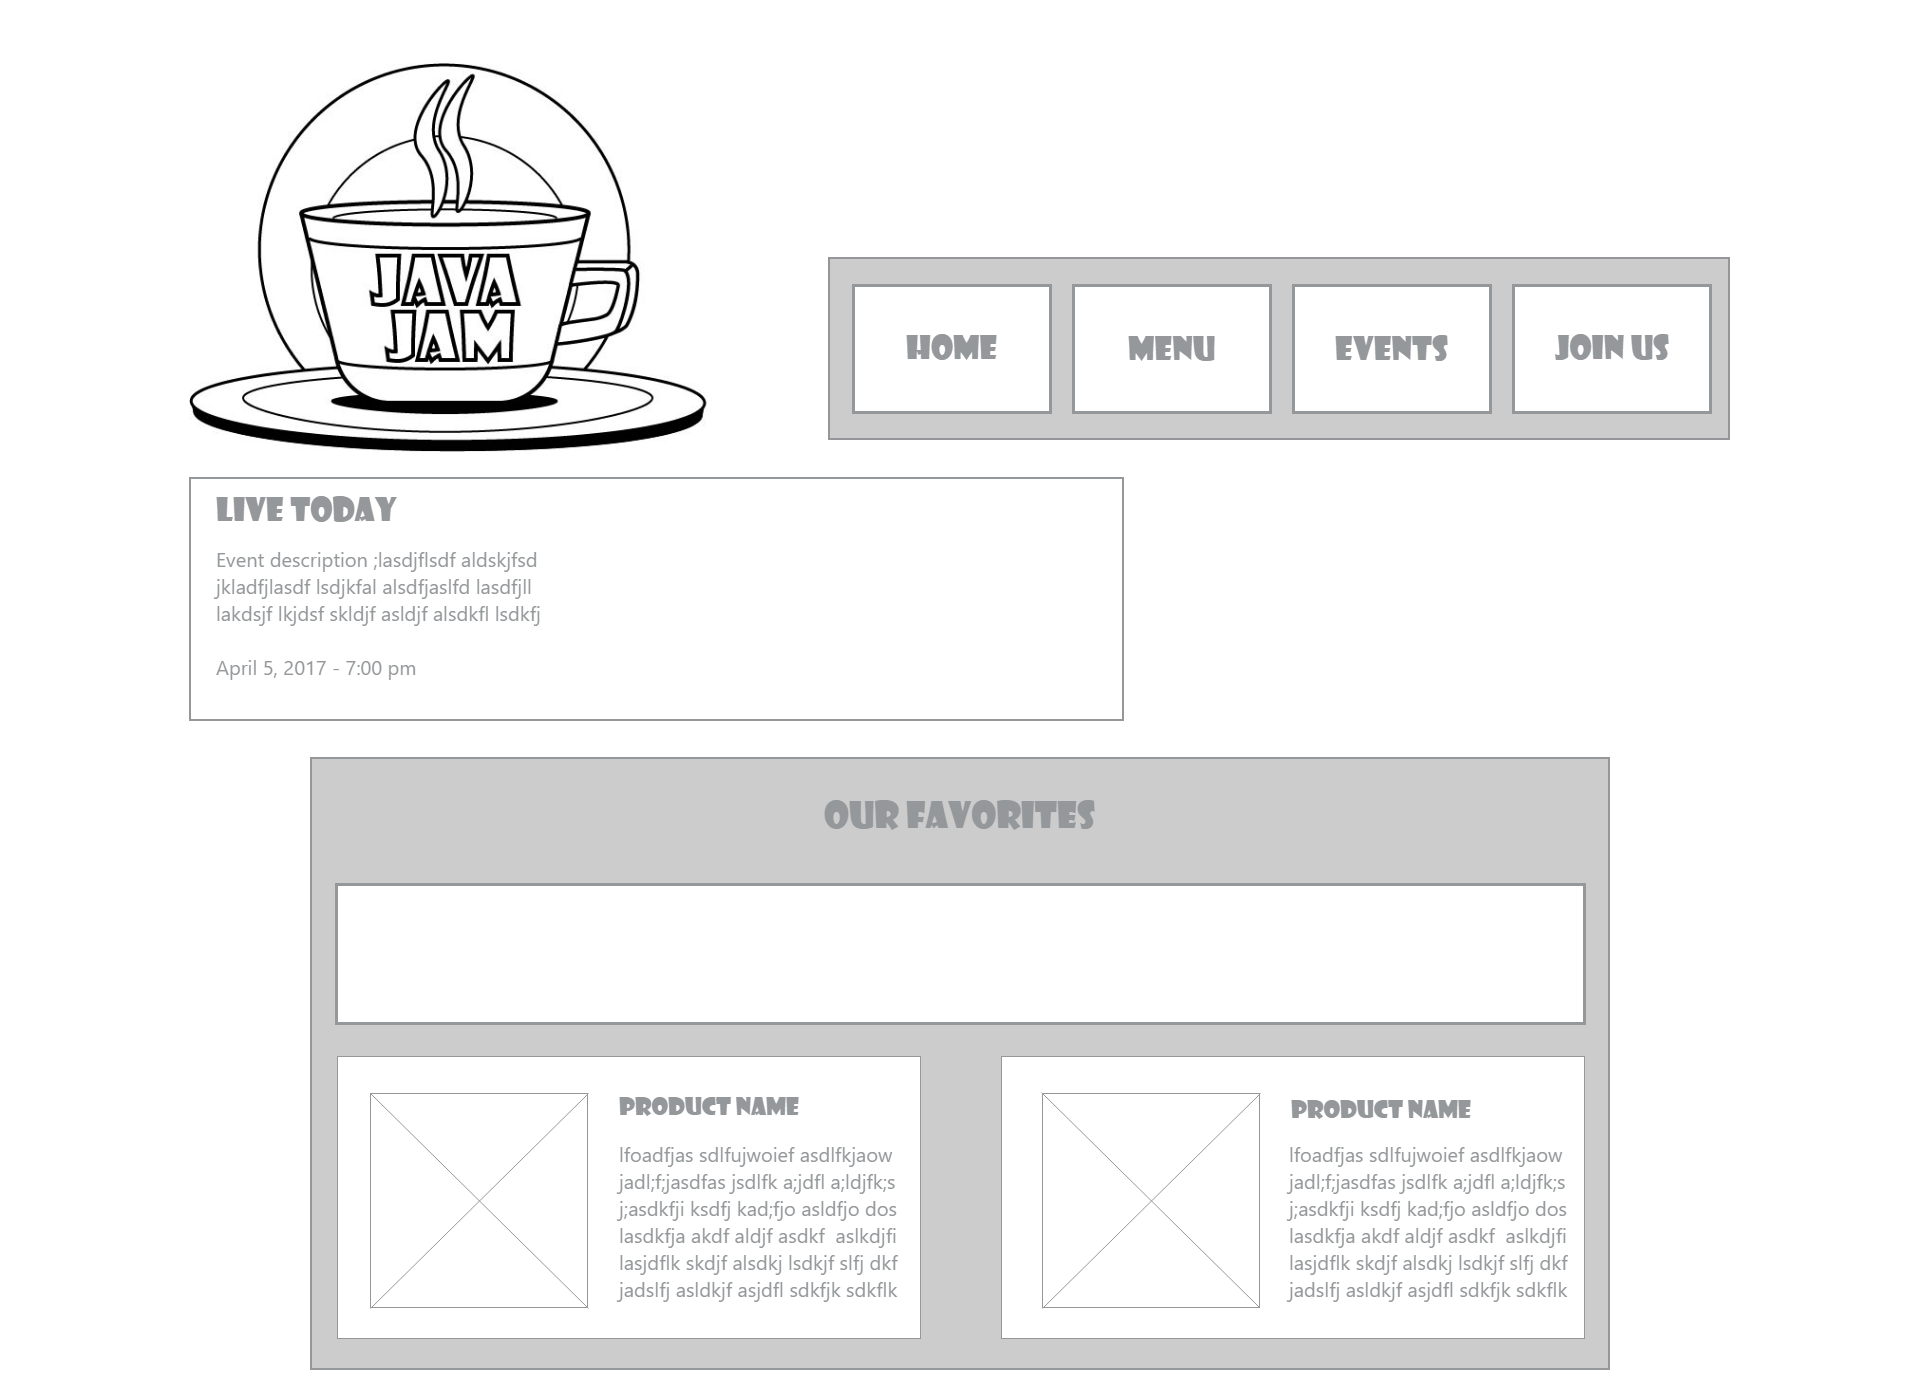 JAVA
JAM
HOME
MENU
EVENTS
JOIN US
LIVE TODAY
Event description ;lasdjflsdf aldskjfsd
jkladfjlasdf lsdjkfal alsdfjaslfd lasdfjll
lakdsjf lkjdsf skldjf asldjf alsdkfl lsdkfj
April 5, 2017 - 7:00 pm
OUR FAVORITES
PRODUCT NAME
lfoadfjas sdlfujwoief asdlfkjaow
jadl;f;jasdfas jsdlfk a;jdfl a;ldjfk;s
j;asdkfji ksdfj kad;fjo asldfjo dos
lasdkfja akdf aldjf asdkf  aslkdjfi
lasjdflk skdjf alsdkj lsdkjf slfj dkf
jadslfj asldkjf asjdfl sdkfjk sdkflk
PRODUCT NAME
lfoadfjas sdlfujwoief asdlfkjaow
jadl;f;jasdfas jsdlfk a;jdfl a;ldjfk;s
j;asdkfji ksdfj kad;fjo asldfjo dos
lasdkfja akdf aldjf asdkf  aslkdjfi
lasjdflk skdjf alsdkj lsdkjf slfj dkf
jadslfj asldkjf asjdfl sdkfjk sdkflk